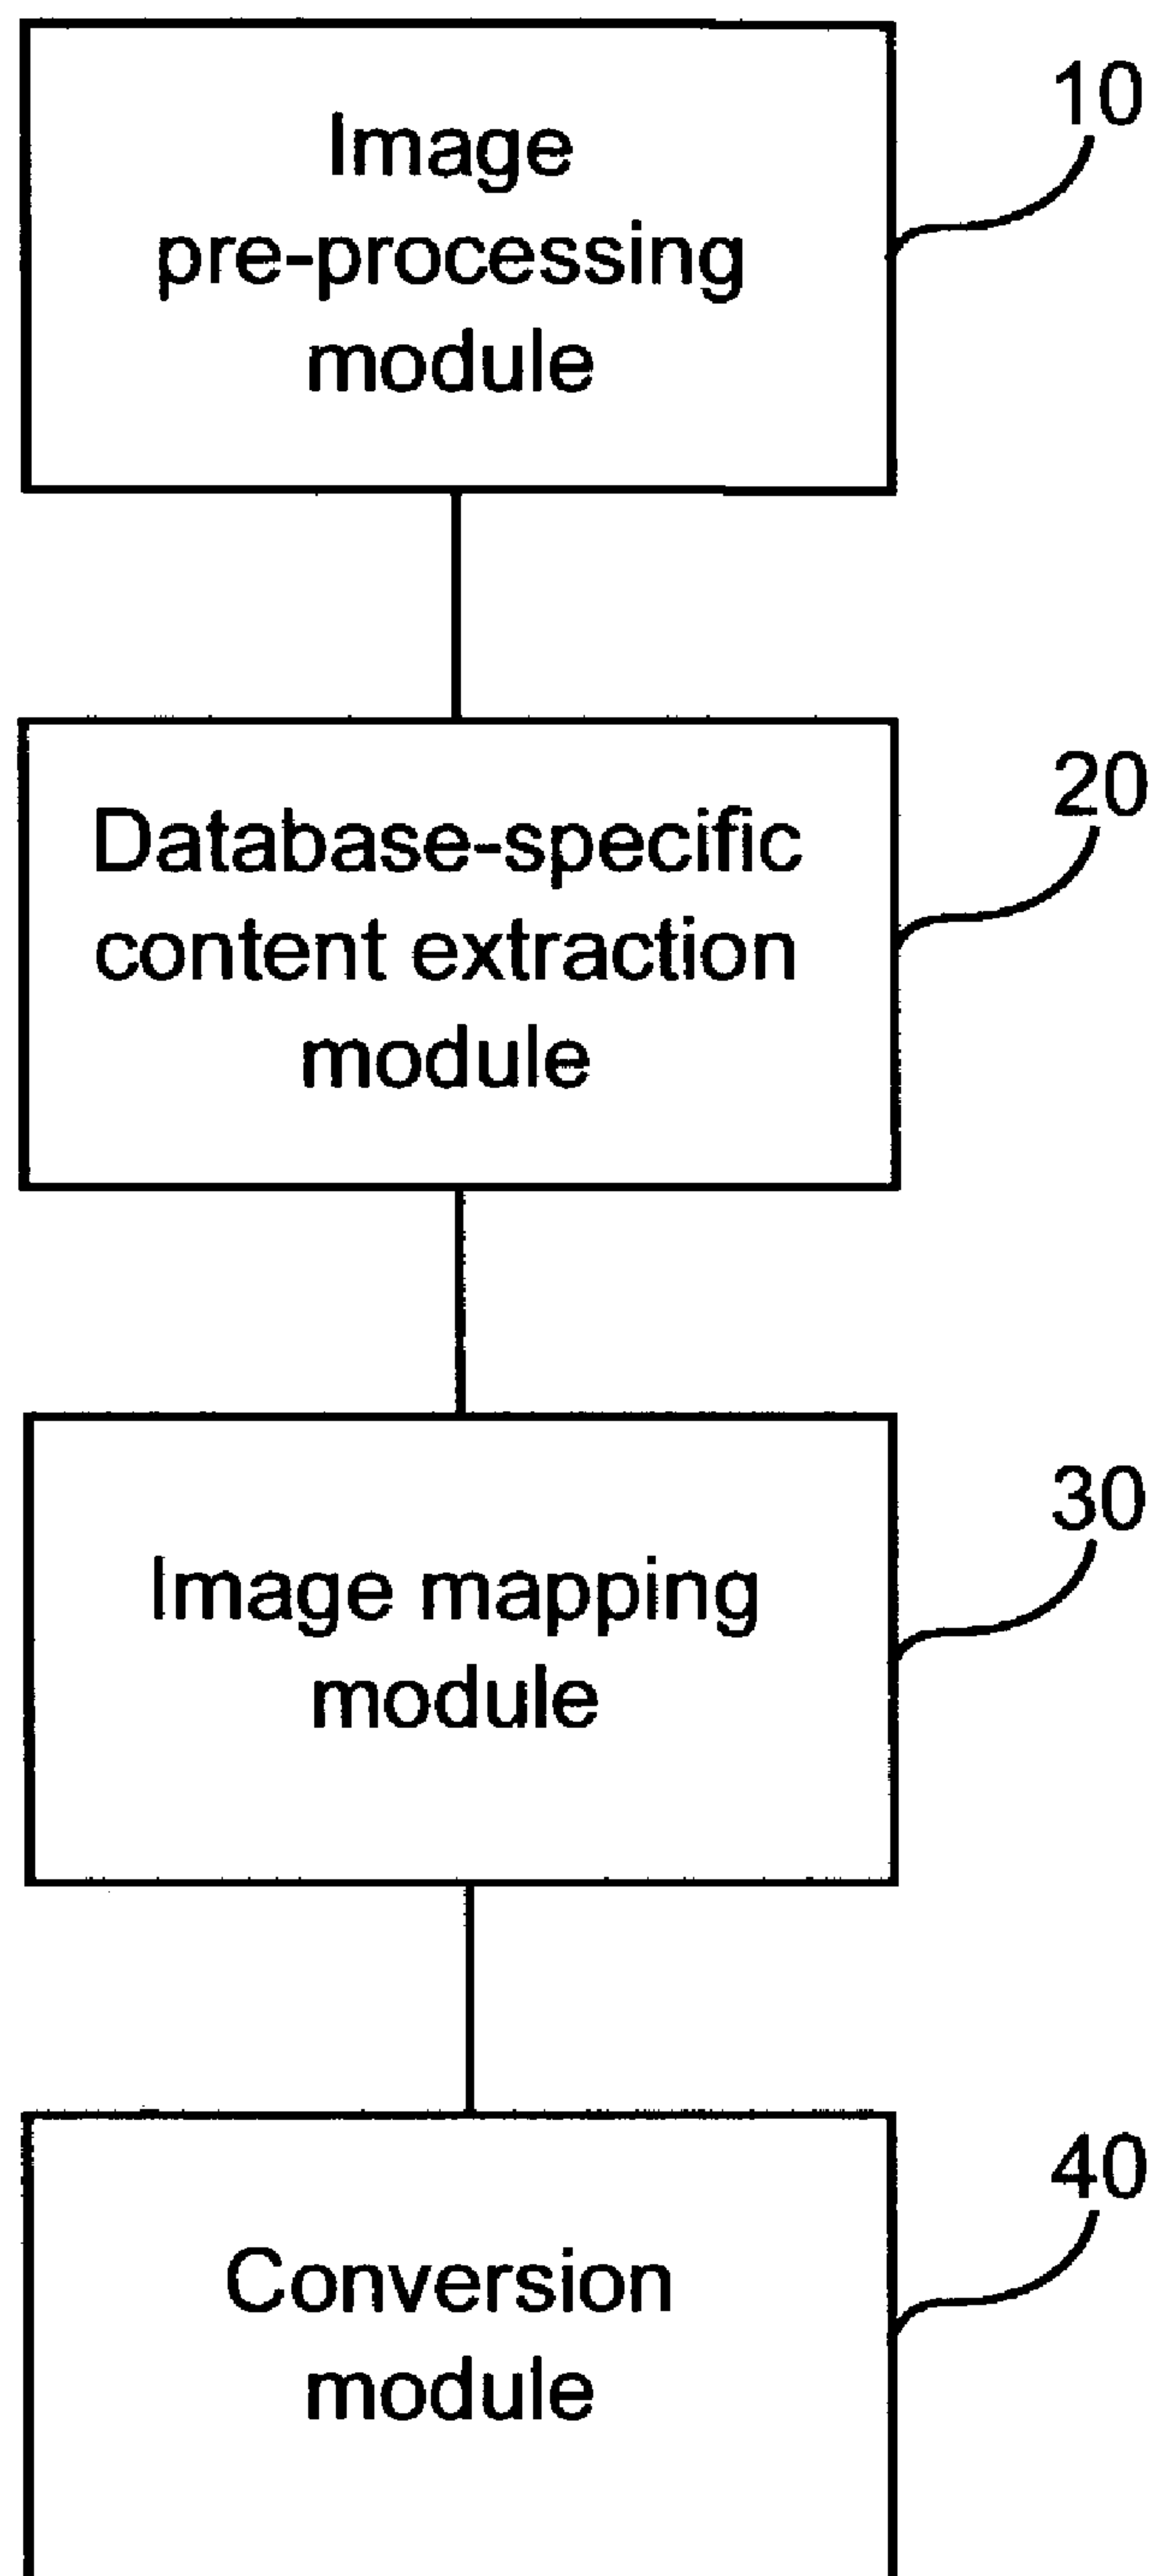 Image
pre-processing
module
10
Database-specific
content extraction
module
20
Image mapping
module
30
Conversion
module
40